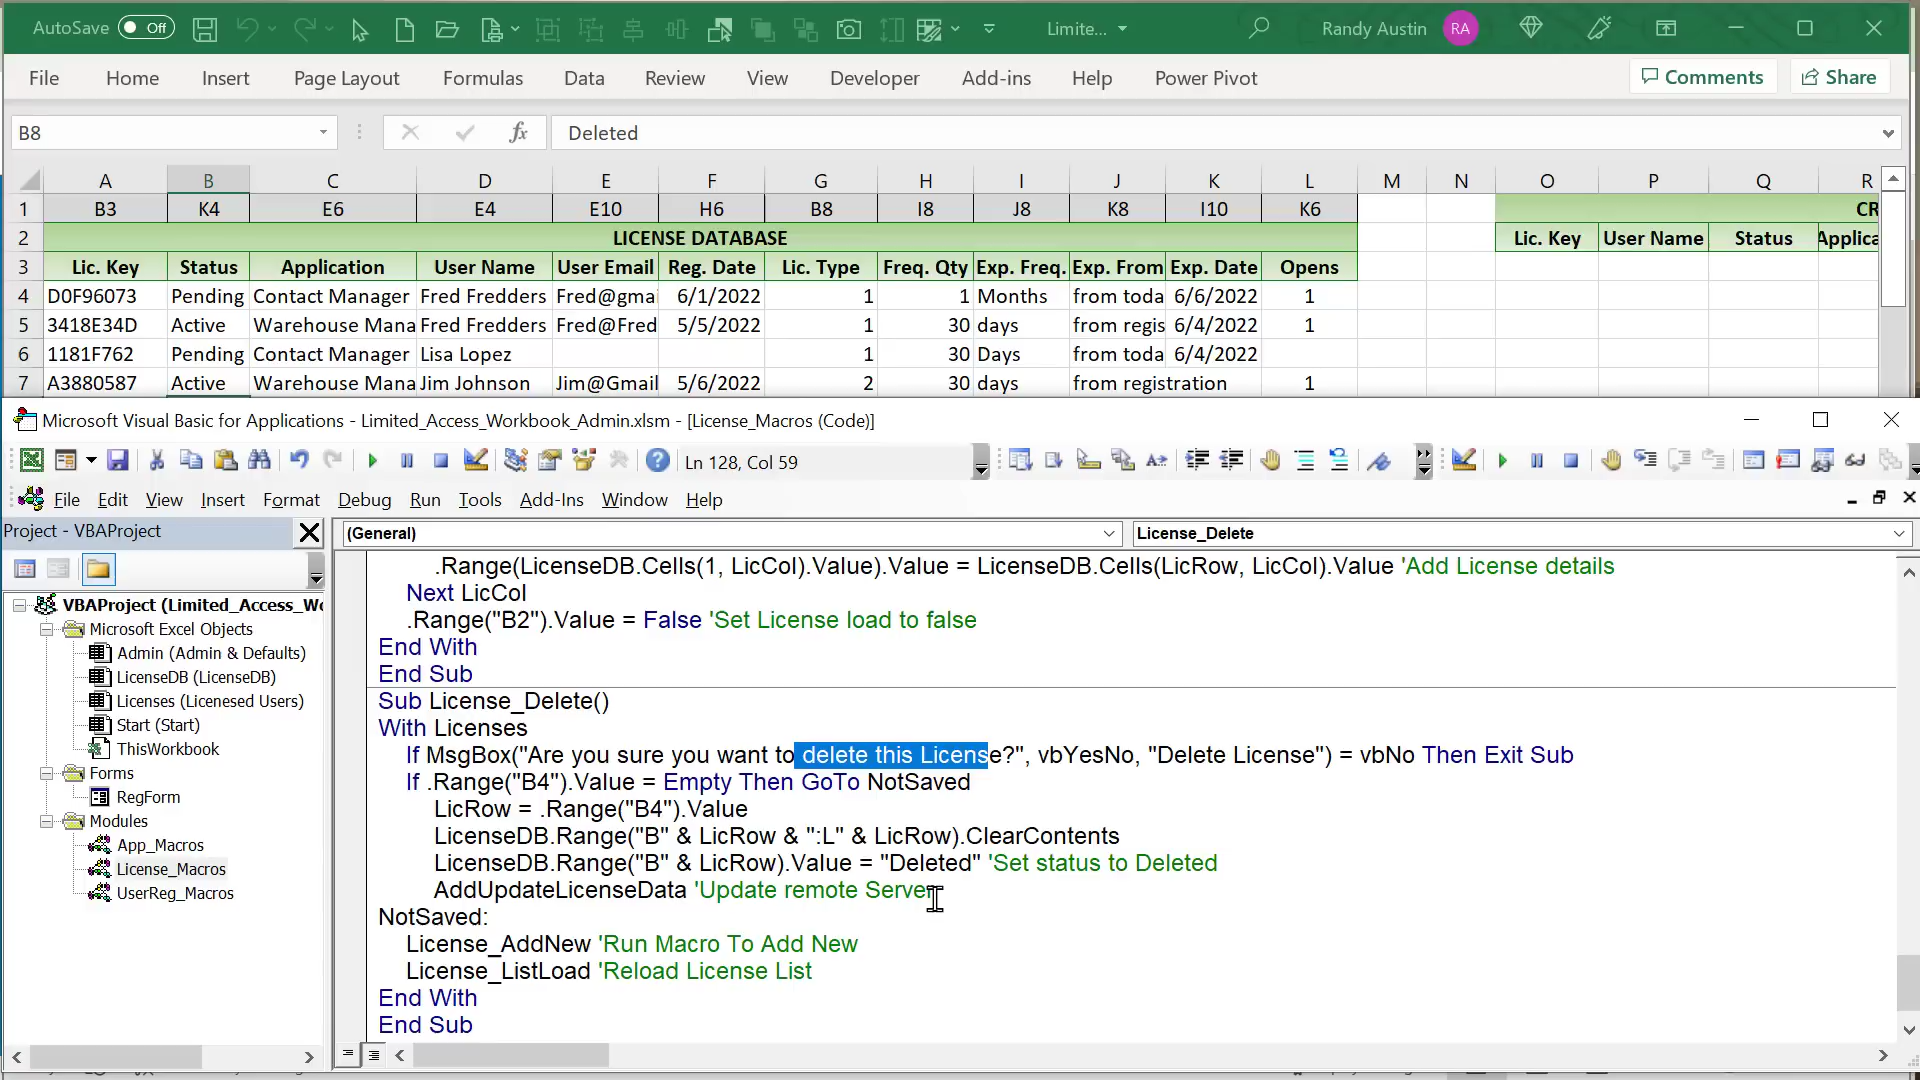 AutoSave Off Limite... Randy Austin RA
File Home Insert Page Layout Formulas Data Review View Developer Add-ins Help Power Pivot Comments Share
B8 fx Deleted
A B C D E F G H I J K L M N O P Q R
1 B3 K4 E6 E4 E10 H6 B8 I8 J8 K8 I10 K6 CR
2 LICENSE DATABASE Lic. Key User Name Status Applica
3 Lic. Key Status Application User Name User Email Reg. Date Lic. Type Freq. Qty Exp. Freq. Exp. From Exp. Date Opens
4 D0F96073 Pending Contact Manager Fred Fredders Fred@gmai 6/1/2022 1 1 Months from toda 6/6/2022 1
5 3418E34D Active Warehouse Mana Fred Fredders Fred@Fred 5/5/2022 1 30 days from regis 6/4/2022 1
6 1181F762 Pending Contact Manager Lisa Lopez 1 30 Days from toda 6/4/2022
7 A3880587 Active Warehouse Mana Jim Johnson Jim@Gmail 5/6/2022 2 30 days from registration 1
Microsoft Visual Basic for Applications - Limited_Access_Workbook_Admin.xlsm - [License_Macros (Code)]
Ln 128, Col 59
File Edit View Insert Format Debug Run Tools Add-Ins Window Help
Project - VBAProject
(General) License_Delete
VBAProject (Limited_Access_Wo
Microsoft Excel Objects
Admin (Admin & Defaults)
LicenseDB (LicenseDB)
Licenses (Licenesed Users)
Start (Start)
ThisWorkbook
Forms
RegForm
Modules
App_Macros
License_Macros
UserReg_Macros
.Range(LicenseDB.Cells(1, LicCol).Value).Value = LicenseDB.Cells(LicRow, LicCol).Value 'Add License details
Next LicCol
.Range("B2").Value = False 'Set License load to false
End With
End Sub
Sub License_Delete()
With Licenses
If MsgBox("Are you sure you want to delete this License?", vbYesNo, "Delete License") = vbNo Then Exit Sub
If .Range("B4").Value = Empty Then GoTo NotSaved
LicRow = .Range("B4").Value
LicenseDB.Range("B" & LicRow & ":L" & LicRow).ClearContents
LicenseDB.Range("B" & LicRow).Value = "Deleted" 'Set status to Deleted
AddUpdateLicenseData 'Update remote Server
NotSaved:
License_AddNew 'Run Macro To Add New
License_ListLoad 'Reload License List
End With
End Sub